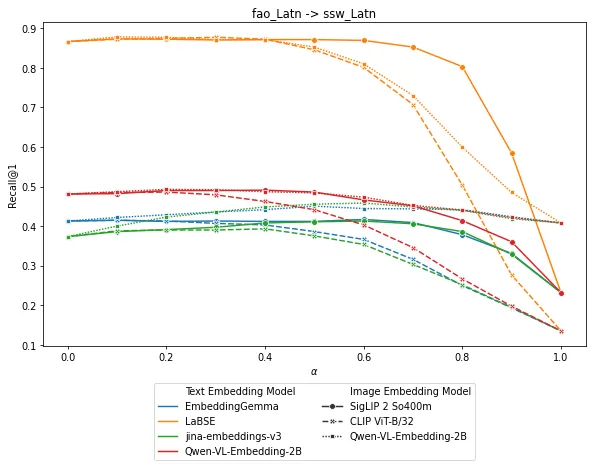 fao_Latn -> ssw_Latn
Recall@1
0.9
0.8
0.7
0.6
0.5
0.4
0.3
0.2
0.1
0.0 0.2 0.4 0.6 0.8 1.0
α
Text Embedding Model Image Embedding Model
EmbeddingGemma SigLIP 2 So400m
LaBSE CLIP ViT-B/32
jina-embeddings-v3 Qwen-VL-Embedding-2B
Qwen-VL-Embedding-2B